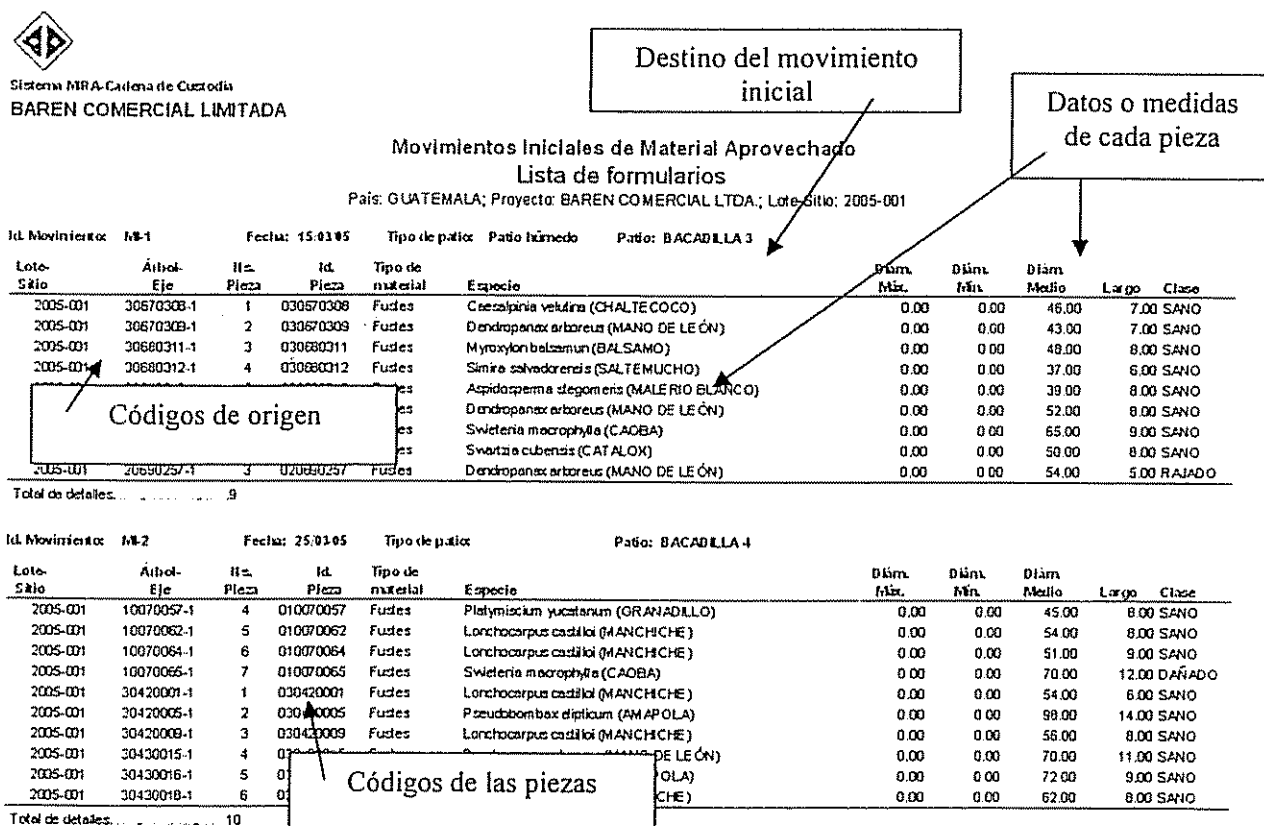 Sistema MRA-Cadena de Custodia
BAREN COMERCIAL LIMITADA
Destino del movimiento
inicial
Datos o medidas
de cada pieza
Movimientos Iniciales de Material Aprovechado
Lista de formularios
País: GUATEMALA; Proyecto: BAREN COMERCIAL LTDA.; Lote-Sitio: 2005-001
Id. Movimiento: MI-1 Fecha: 15/03/05 Tipo de patio: Patio húmedo Patio: BACADILLA 3
Lote- Árbol- No. Id. Tipo de Diám. Diám. Diám.
Sitio Eje Pieza Pieza material Especie Máx. Mín. Medio Largo Clase
2005-001 30670308-1 1 030670308 Fustes Caesalpinia velutina (CHALTECOCO) 0.00 0.00 46.00 7.00 SANO
2005-001 30670309-1 2 030670309 Fustes Dendropanax arboreus (MANO DE LEÓN) 0.00 0.00 43.00 7.00 SANO
2005-001 30680311-1 3 030680311 Fustes Myroxylon balsamun (BALSAMO) 0.00 0.00 48.00 8.00 SANO
2005-001 30680312-1 4 030680312 Fustes Simira salvadorensis (SALTEMUCHO) 0.00 0.00 37.00 6.00 SANO
Aspidosperma stegomeris (MALERIO BLANCO) 0.00 0.00 39.00 8.00 SANO
Dendropanax arboreus (MANO DE LEÓN) 0.00 0.00 52.00 8.00 SANO
Swietenia macrophylla (CAOBA) 0.00 0.00 65.00 9.00 SANO
Swartzia cubensis (CATALOX) 0.00 0.00 50.00 8.00 SANO
2005-001 20690257-1 3 020690257 Fustes Dendropanax arboreus (MANO DE LEÓN) 0.00 0.00 54.00 5.00 RAJADO
Códigos de origen
Total de detalles 9
Id. Movimiento: MI-2 Fecha: 25/03/05 Tipo de patio: Patio: BACADILLA 4
Lote- Árbol- No. Id. Tipo de Diám. Diám. Diám.
Sitio Eje Pieza Pieza material Especie Máx. Mín. Medio Largo Clase
2005-001 10070057-1 4 010070057 Fustes Platymiscium yucatanum (GRANADILLO) 0.00 0.00 45.00 8.00 SANO
2005-001 10070062-1 5 010070062 Fustes Lonchocarpus castilloi (MANCHICHE) 0.00 0.00 54.00 8.00 SANO
2005-001 10070064-1 6 010070064 Fustes Lonchocarpus castilloi (MANCHICHE) 0.00 0.00 51.00 9.00 SANO
2005-001 10070065-1 7 010070065 Fustes Swietenia macrophylla (CAOBA) 0.00 0.00 70.00 12.00 DAÑADO
2005-001 30420001-1 1 030420001 Fustes Lonchocarpus castilloi (MANCHICHE) 0.00 0.00 54.00 6.00 SANO
2005-001 30420005-1 2 030420005 Fustes Pseudobombax elipticum (AMAPOLA) 0.00 0.00 98.00 14.00 SANO
2005-001 30420009-1 3 030420009 Fustes Lonchocarpus castilloi (MANCHICHE) 0.00 0.00 56.00 8.00 SANO
2005-001 30430015-1 4 DE LEÓN) 0.00 0.00 70.00 11.00 SANO
2005-001 30430016-1 5 0.00 0.00 72.00 9.00 SANO
2005-001 30430018-1 6 0.00 0.00 62.00 8.00 SANO
Códigos de las piezas
Total de detalles 10